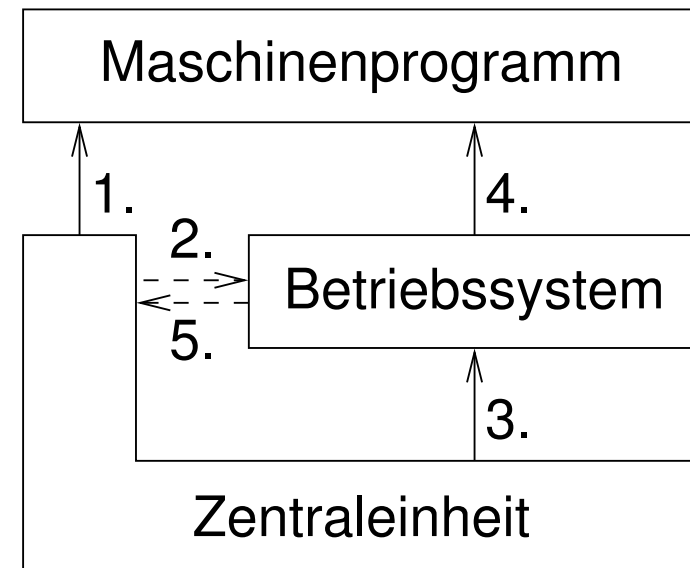 Maschinenprogramm
1.
4.
2.
Betriebssystem
5.
3.
Zentraleinheit